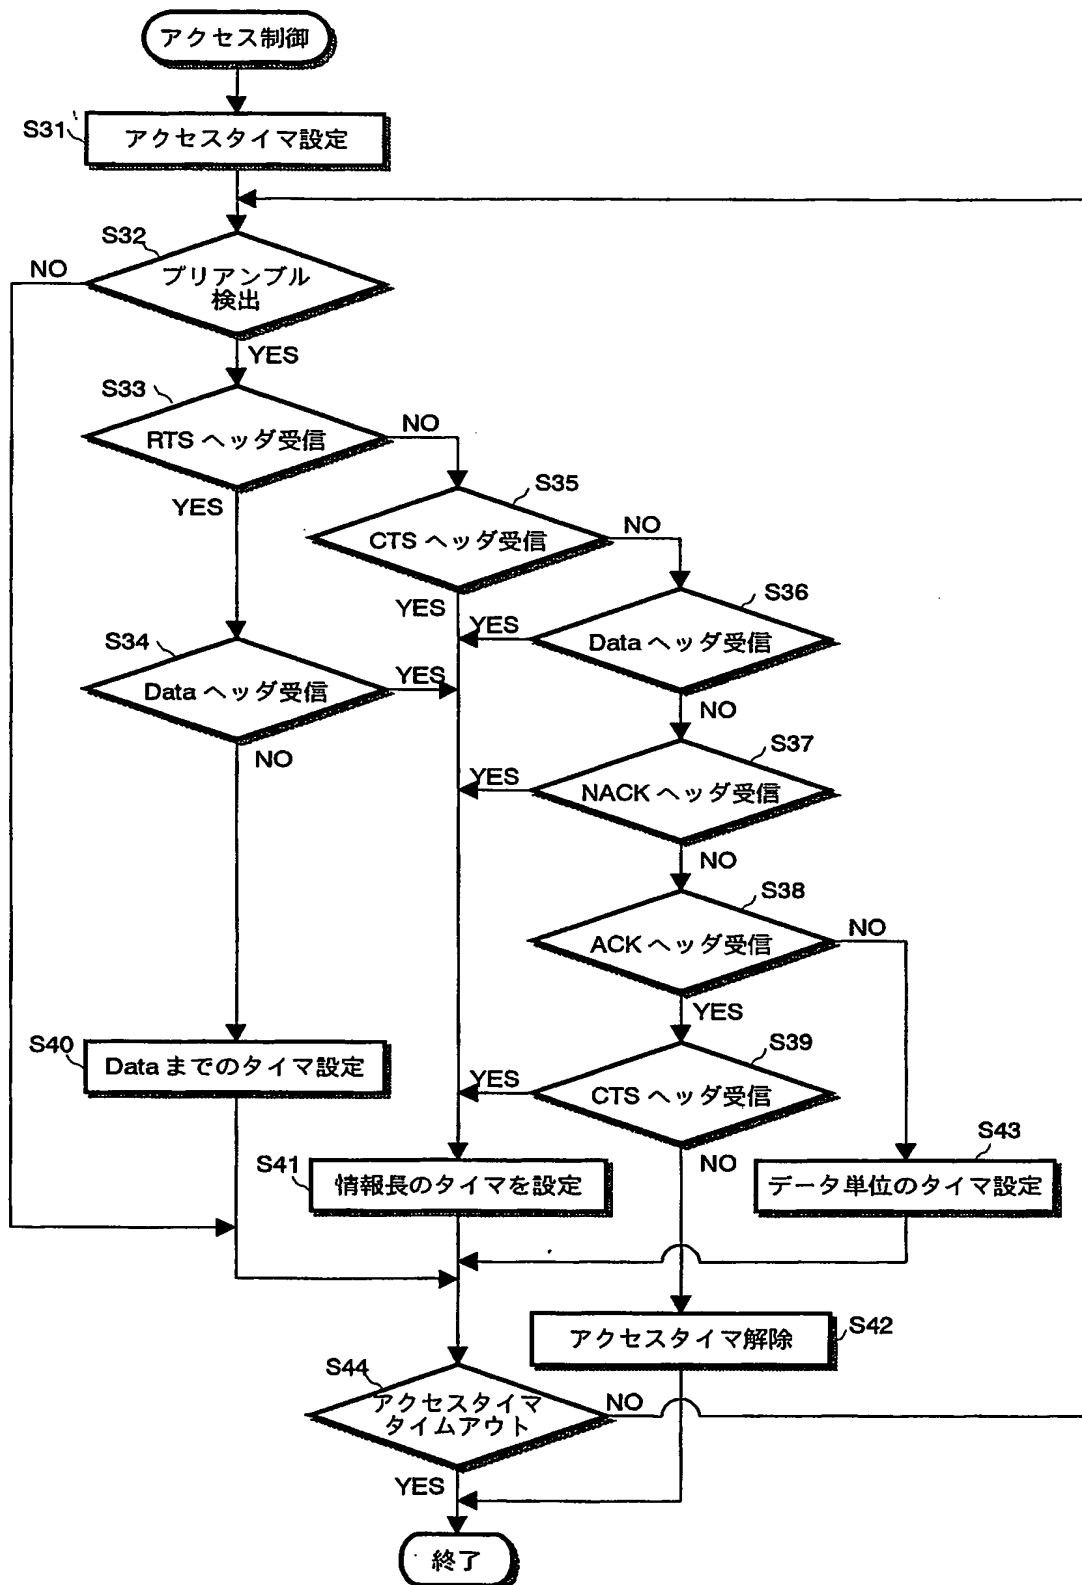 アクセス制御
S31
アクセスタイマ設定
S32
プリアンブル
検出
NO
YES
S33
RTS ヘッダ受信
NO
YES
S35
CTS ヘッダ受信
NO
YES
S36
Data ヘッダ受信
YES
NO
S34
Data ヘッダ受信
YES
NO
S37
NACK ヘッダ受信
YES
NO
S38
ACK ヘッダ受信
NO
YES
S39
CTS ヘッダ受信
YES
NO
S40
Data までのタイマ設定
S41
情報長のタイマを設定
S43
データ単位のタイマ設定
S42
アクセスタイマ解除
S44
アクセスタイマ
タイムアウト
NO
YES
終了